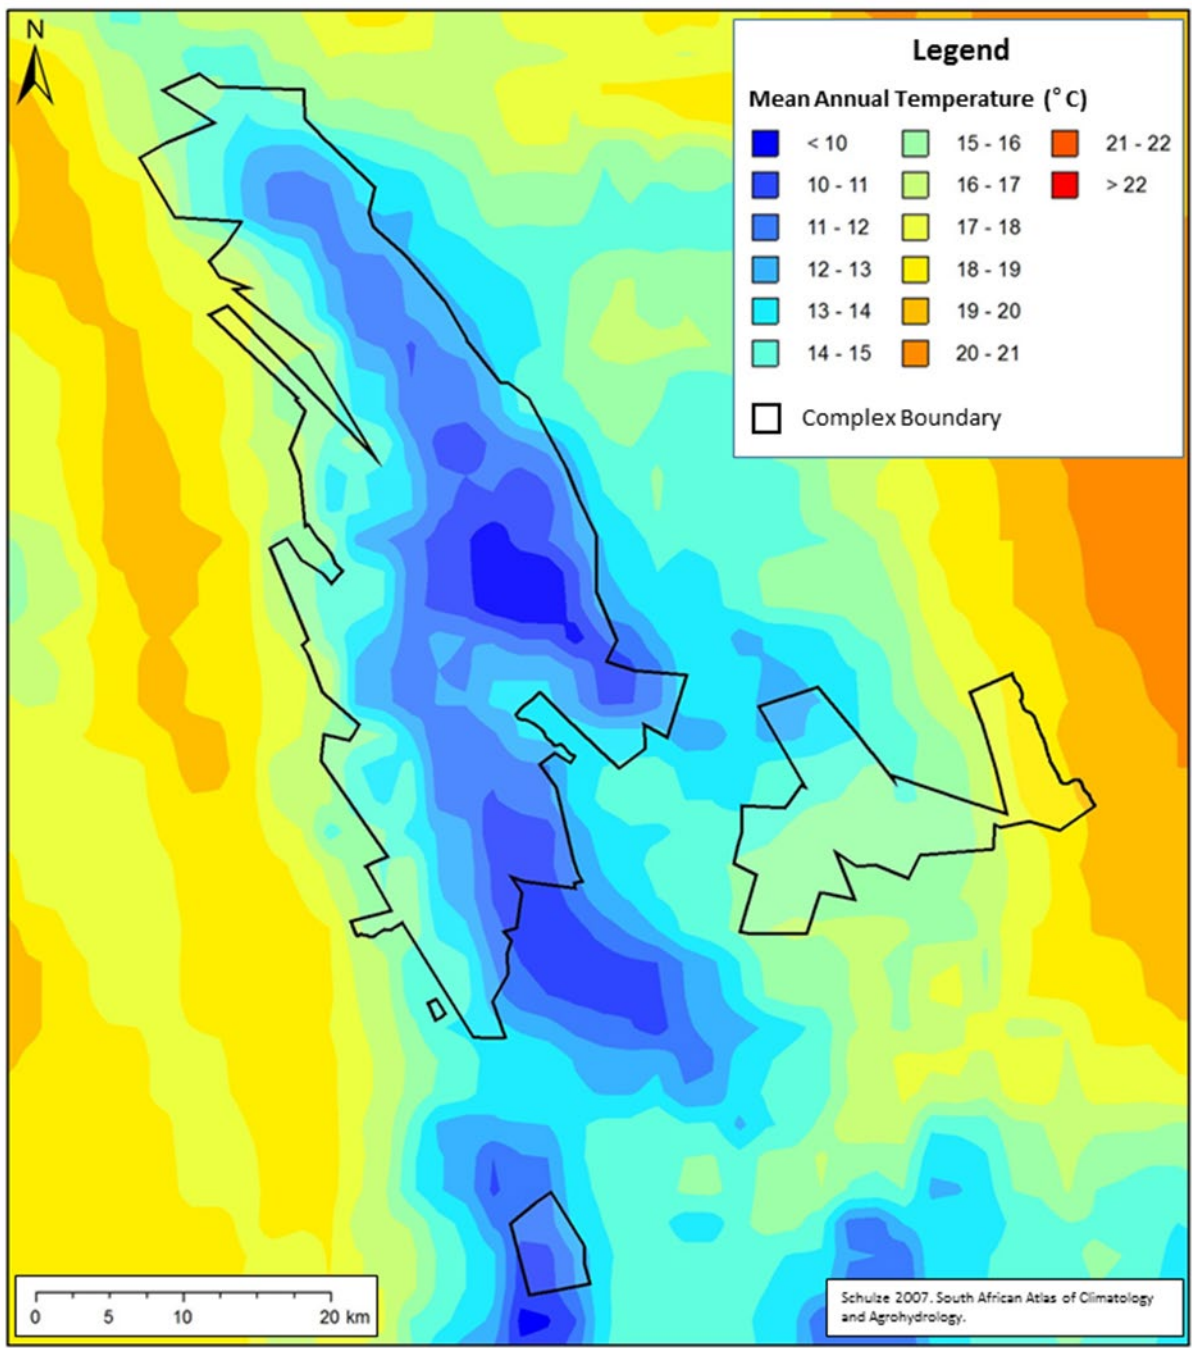 N
Legend
Mean Annual Temperature (° C)
< 10
10 - 11
11 - 12
12 - 13
13 - 14
14 - 15
15 - 16
16 - 17
17 - 18
18 - 19
19 - 20
20 - 21
21 - 22
> 22
Complex Boundary
0 5 10 20 km
Schulze 2007. South African Atlas of Climatology
and Agrohydrology.